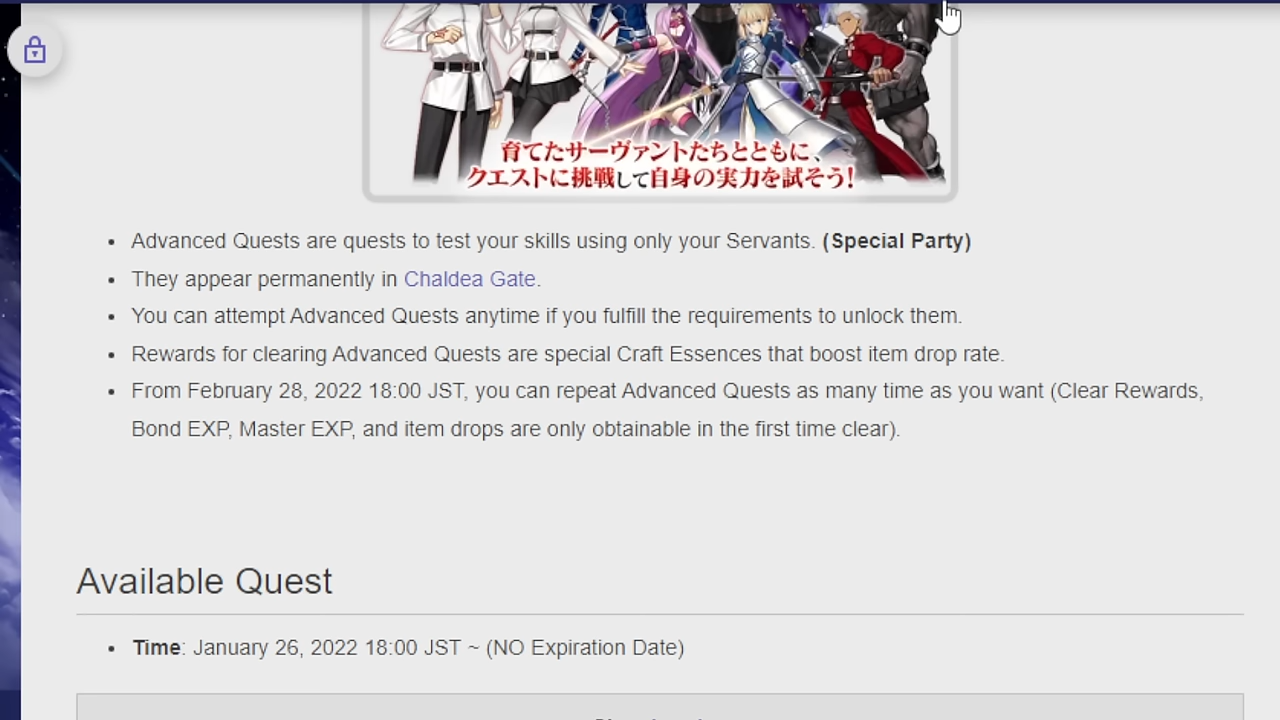 育てたサーヴァントたちとともに、
クエストに挑戦して自身の実力を試そう!
Advanced Quests are quests to test your skills using only your Servants. (Special Party)
They appear permanently in Chaldea Gate.
You can attempt Advanced Quests anytime if you fulfill the requirements to unlock them.
Rewards for clearing Advanced Quests are special Craft Essences that boost item drop rate.
From February 28, 2022 18:00 JST, you can repeat Advanced Quests as many time as you want (Clear Rewards,
Bond EXP, Master EXP, and item drops are only obtainable in the first time clear).
Available Quest
Time: January 26, 2022 18:00 JST ~ (NO Expiration Date)